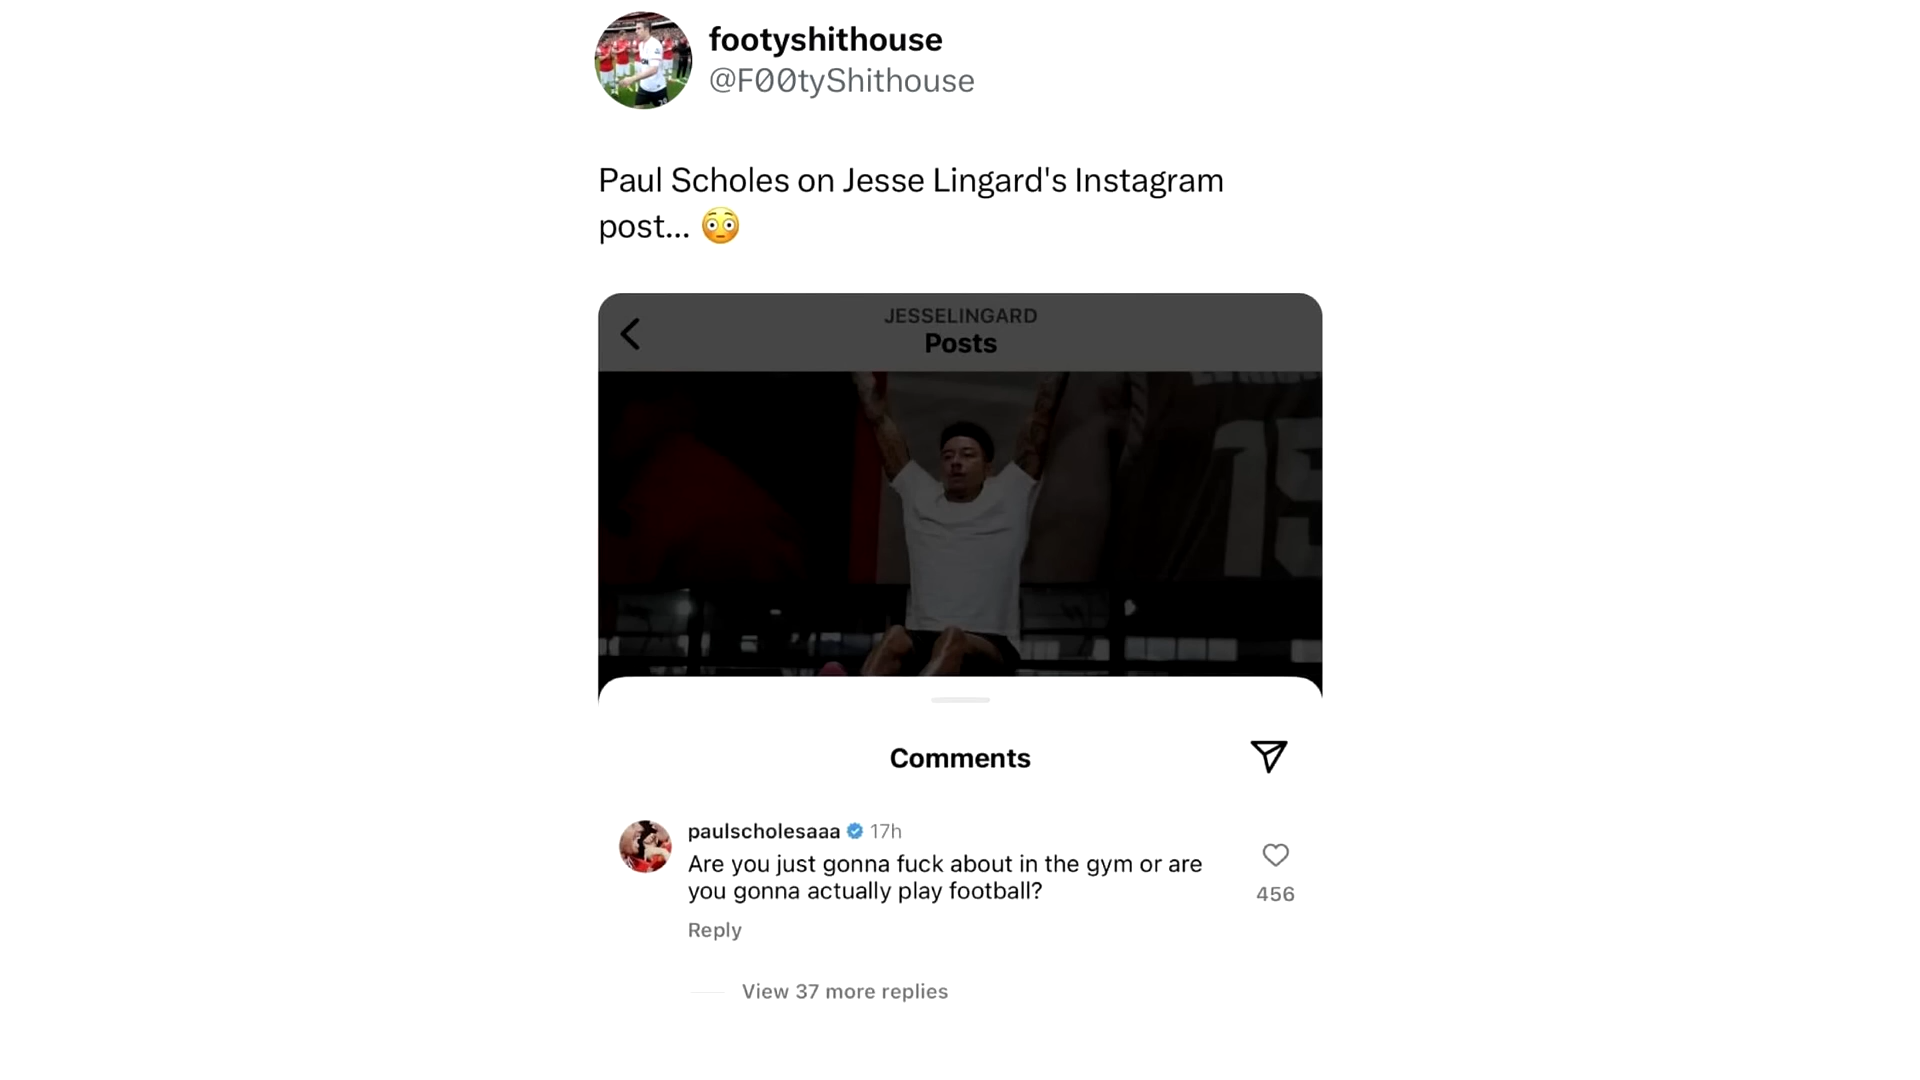 footyshithouse
@F00tyShithouse
Paul Scholes on Jesse Lingard's Instagram
post... 😳
JESSELINGARD
Posts
15
Comments
paulscholesaaa 17h
Are you just gonna fuck about in the gym or are
you gonna actually play football?
456
Reply
View 37 more replies